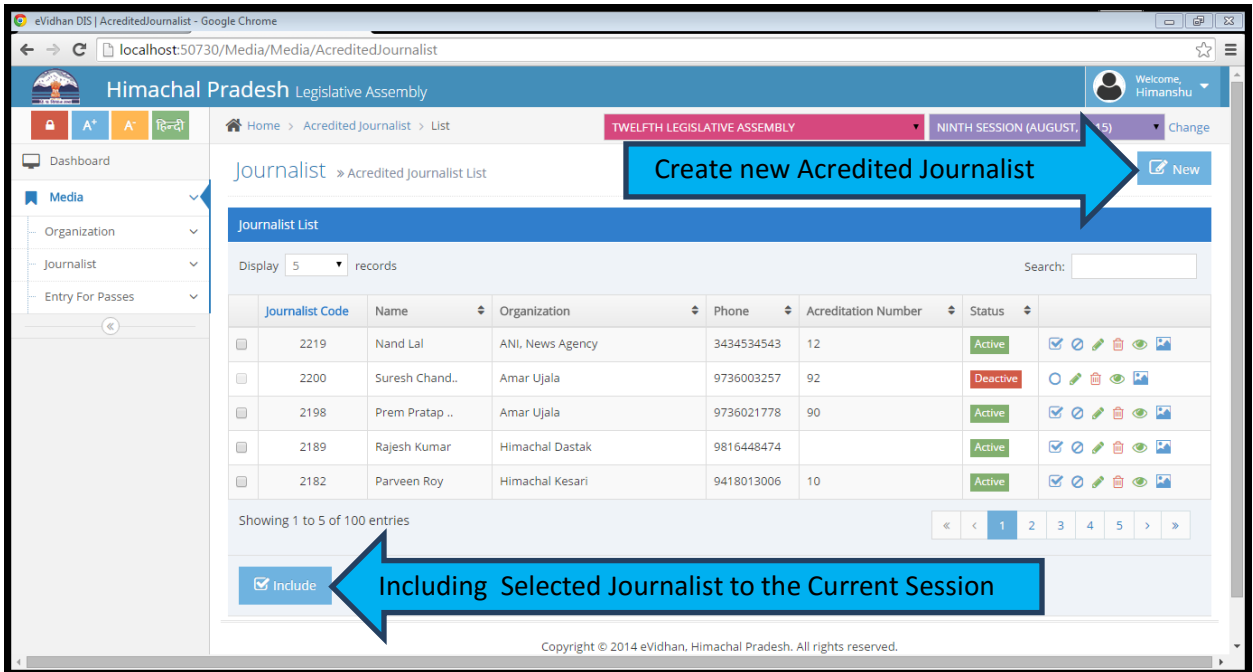 eVidhan DIS | AcreditedJournalist - Google Chrome
localhost:50730/Media/Media/AcreditedJournalist
Himachal Pradesh Legislative Assembly
Welcome,
Himanshu
A+ A- हिन्दी
Home > Acredited Journalist > List
TWELFTH LEGISLATIVE ASSEMBLY
NINTH SESSION (AUGUST, 15)
Change
Dashboard
Media
Organization
Journalist
Entry For Passes
Journalist » Acredited Journalist List
Create new Acredited Journalist
New
Journalist List
Display 5 records
Search:
Journalist Code Name Organization Phone Acreditation Number Status
2219 Nand Lal ANI, News Agency 3434534543 12 Active
2200 Suresh Chand.. Amar Ujala 9736003257 92 Deactive
2198 Prem Pratap .. Amar Ujala 9736021778 90 Active
2189 Rajesh Kumar Himachal Dastak 9816448474 Active
2182 Parveen Roy Himachal Kesari 9418013006 10 Active
Showing 1 to 5 of 100 entries
« < 1 2 3 4 5 > »
Include
Including Selected Journalist to the Current Session
Copyright © 2014 eVidhan, Himachal Pradesh. All rights reserved.